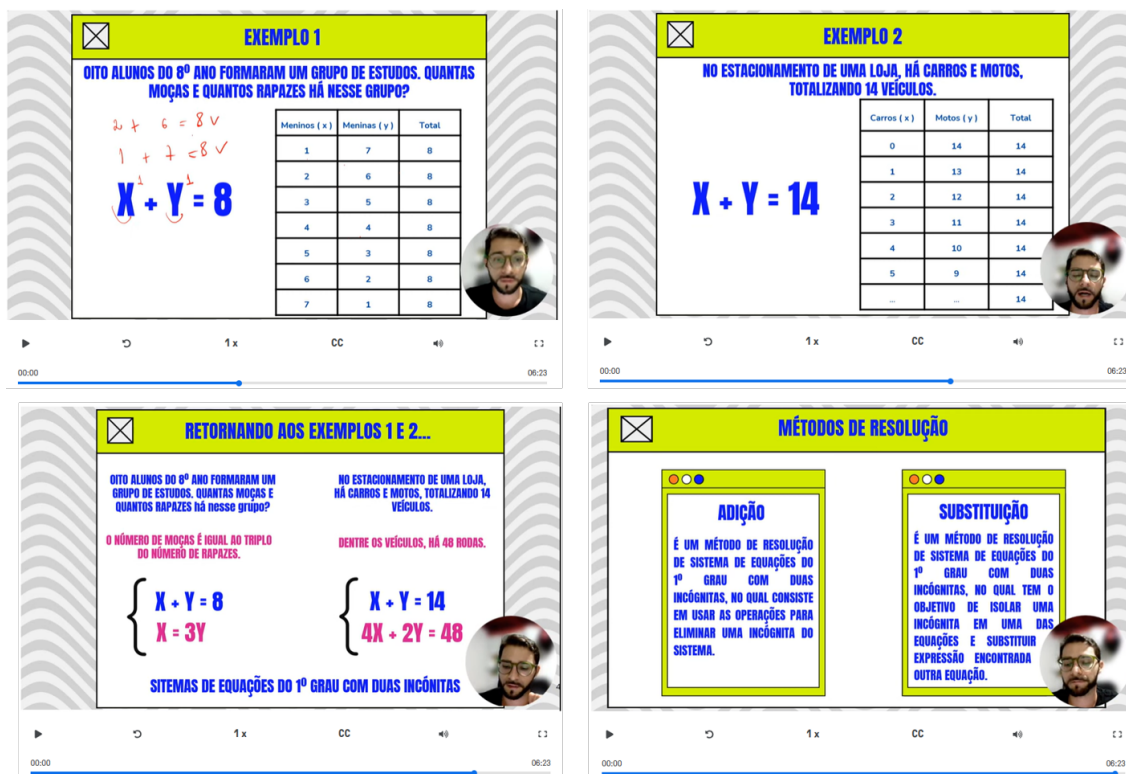 EXEMPLO 1
OITO ALUNOS DO 8º ANO FORMARAM UM GRUPO DE ESTUDOS. QUANTAS
MOÇAS E QUANTOS RAPAZES HÁ NESSE GRUPO?
2 + 6 = 8 √
1 + 7 = 8 √
1 1
X + Y = 8
Meninos ( x ) Meninas ( y ) Total
1 7 8
2 6 8
3 5 8
4 4 8
5 3 8
6 2 8
7 1 8
1 x CC
00:00 06:23
EXEMPLO 2
NO ESTACIONAMENTO DE UMA LOJA, HÁ CARROS E MOTOS,
TOTALIZANDO 14 VEÍCULOS.
X + Y = 14
Carros ( x ) Motos ( y ) Total
0 14 14
1 13 14
2 12 14
3 11 14
4 10 14
5 9 14
... ... 14
1 x CC
00:00 06:23
RETORNANDO AOS EXEMPLOS 1 E 2...
OITO ALUNOS DO 8º ANO FORMARAM UM
GRUPO DE ESTUDOS. QUANTAS MOÇAS E
QUANTOS RAPAZES há nesse grupo?
O NÚMERO DE MOÇAS É IGUAL AO TRIPLO
DO NÚMERO DE RAPAZES.
X + Y = 8
X = 3Y
NO ESTACIONAMENTO DE UMA LOJA,
HÁ CARROS E MOTOS, TOTALIZANDO 14
VEÍCULOS.
DENTRE OS VEÍCULOS, HÁ 48 RODAS.
X + Y = 14
4X + 2Y = 48
SITEMAS DE EQUAÇÕES DO 1º GRAU COM DUAS INCÓNITAS
1 x CC
00:00 06:23
MÉTODOS DE RESOLUÇÃO
ADIÇÃO
É UM MÉTODO DE RESOLUÇÃO
DE SISTEMA DE EQUAÇÕES DO
1º GRAU COM DUAS
INCÓGNITAS, NO QUAL CONSISTE
EM USAR AS OPERAÇÕES PARA
ELIMINAR UMA INCÓGNITA DO
SISTEMA.
SUBSTITUIÇÃO
É UM MÉTODO DE RESOLUÇÃO
DE SISTEMA DE EQUAÇÕES DO
1º GRAU COM DUAS
INCÓGNITAS, NO QUAL TEM O
OBJETIVO DE ISOLAR UMA
INCÓGNITA EM UMA DAS
EQUAÇÕES E SUBSTITUIR
EXPRESSÃO ENCONTRADA
OUTRA EQUAÇÃO.
1 x CC
00:00 06:23